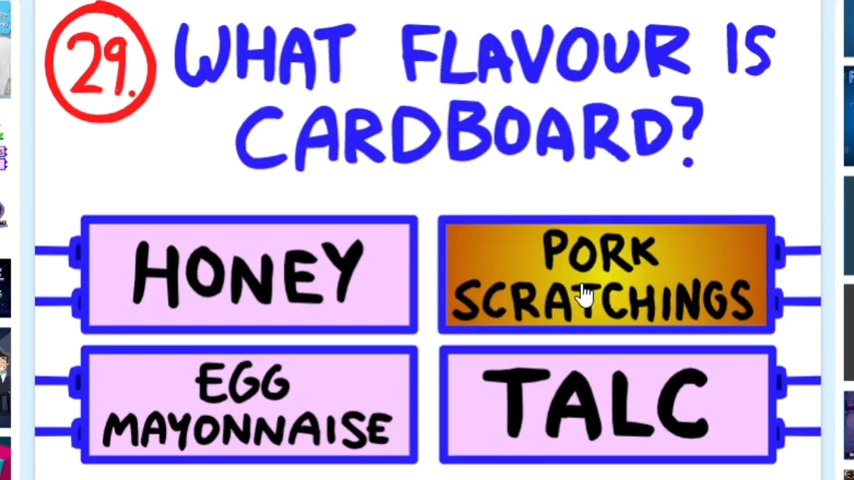 29. WHAT FLAVOUR IS
CARDBOARD?
HONEY
PORK
SCRATCHINGS
EGG
MAYONNAISE
TALC